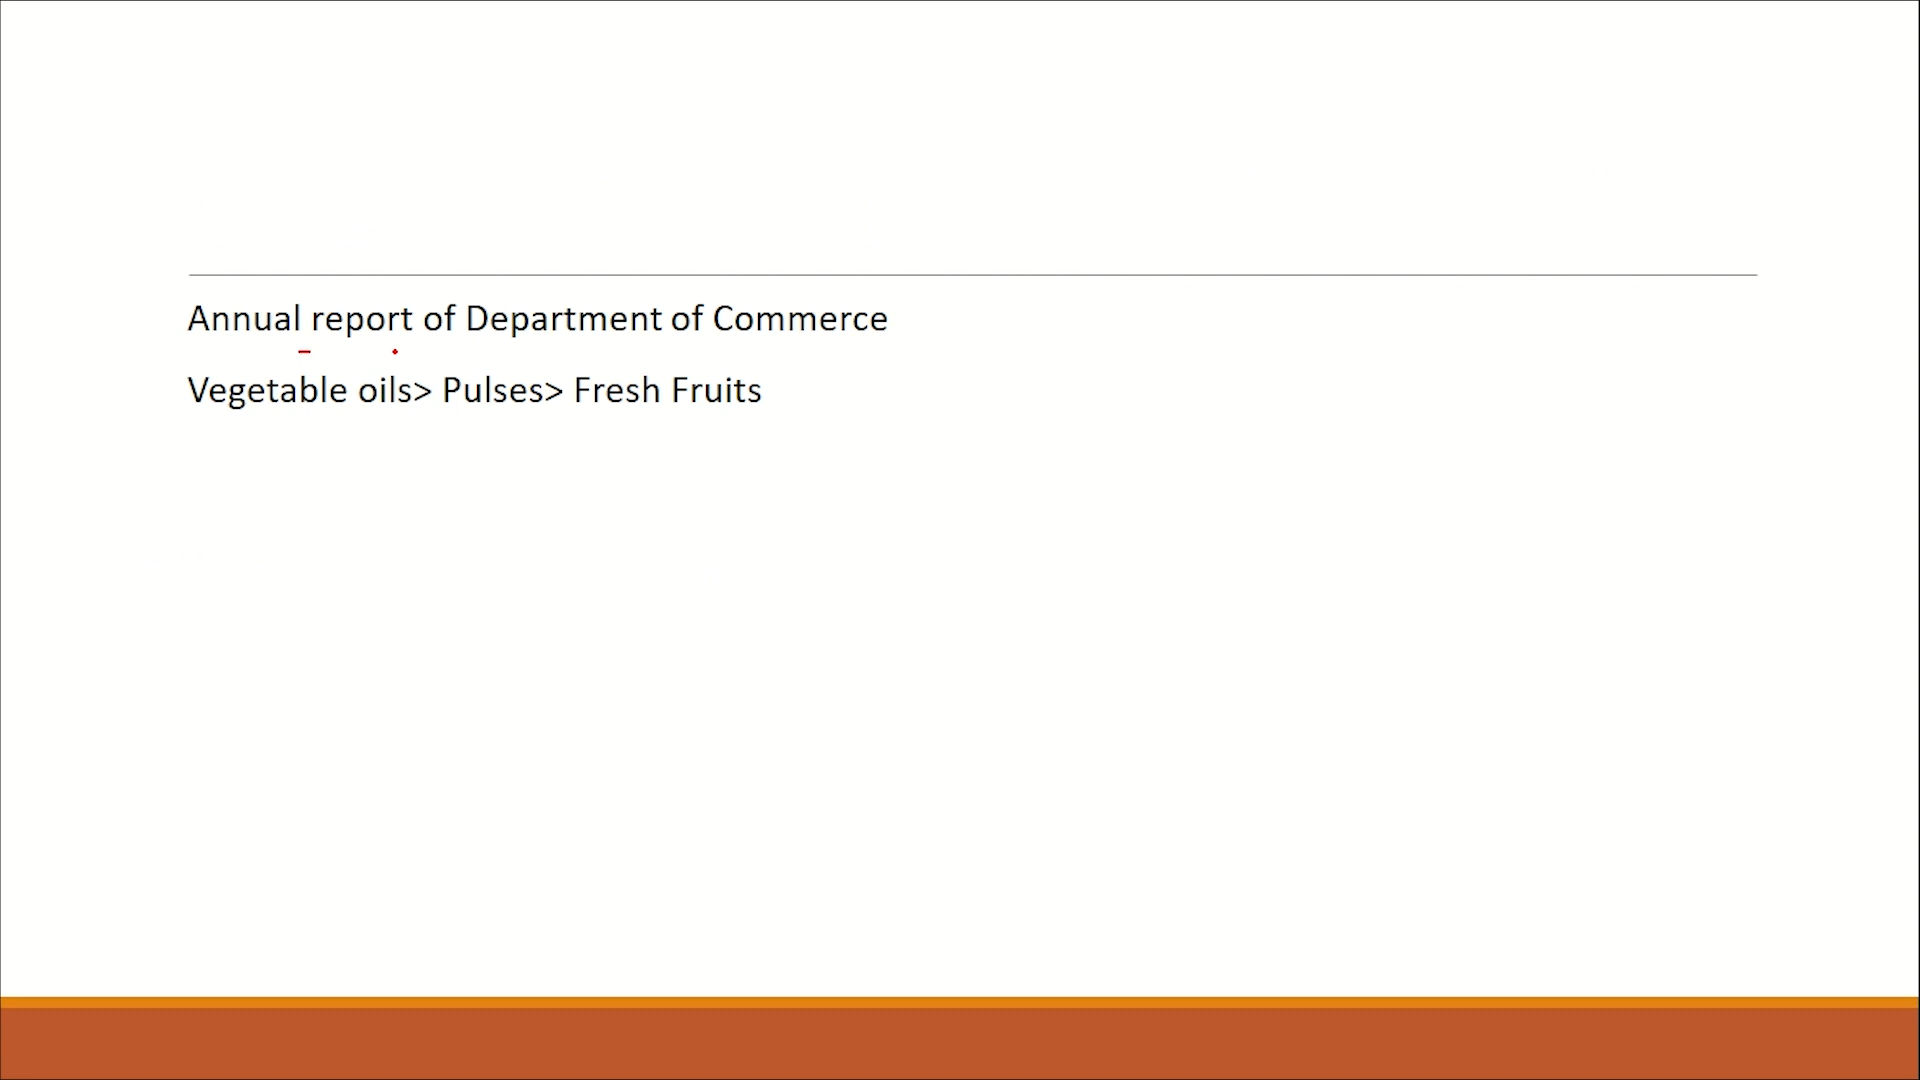 Annual report of Department of Commerce
Vegetable oils> Pulses> Fresh Fruits